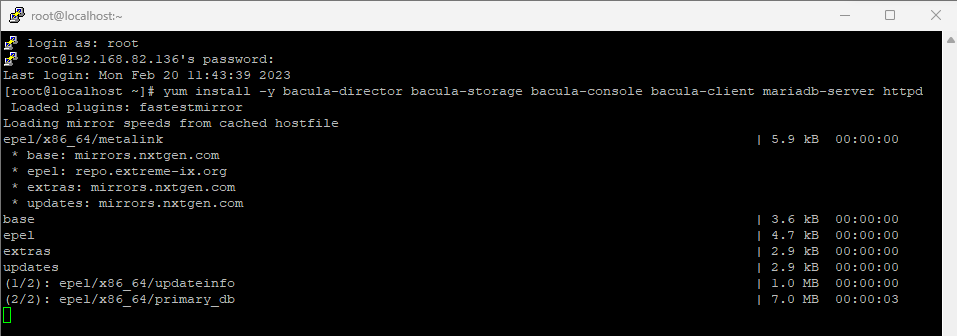 root@localhost:~
login as: root
root@192.168.82.136's password:
Last login: Mon Feb 20 11:43:39 2023
[root@localhost ~]# yum install -y bacula-director bacula-storage bacula-console bacula-client mariadb-server httpd
Loaded plugins: fastestmirror
Loading mirror speeds from cached hostfile
epel/x86_64/metalink | 5.9 kB 00:00:00
* base: mirrors.nxtgen.com
* epel: repo.extreme-ix.org
* extras: mirrors.nxtgen.com
* updates: mirrors.nxtgen.com
base | 3.6 kB 00:00:00
epel | 4.7 kB 00:00:00
extras | 2.9 kB 00:00:00
updates | 2.9 kB 00:00:00
(1/2): epel/x86_64/updateinfo | 1.0 MB 00:00:00
(2/2): epel/x86_64/primary_db | 7.0 MB 00:00:03